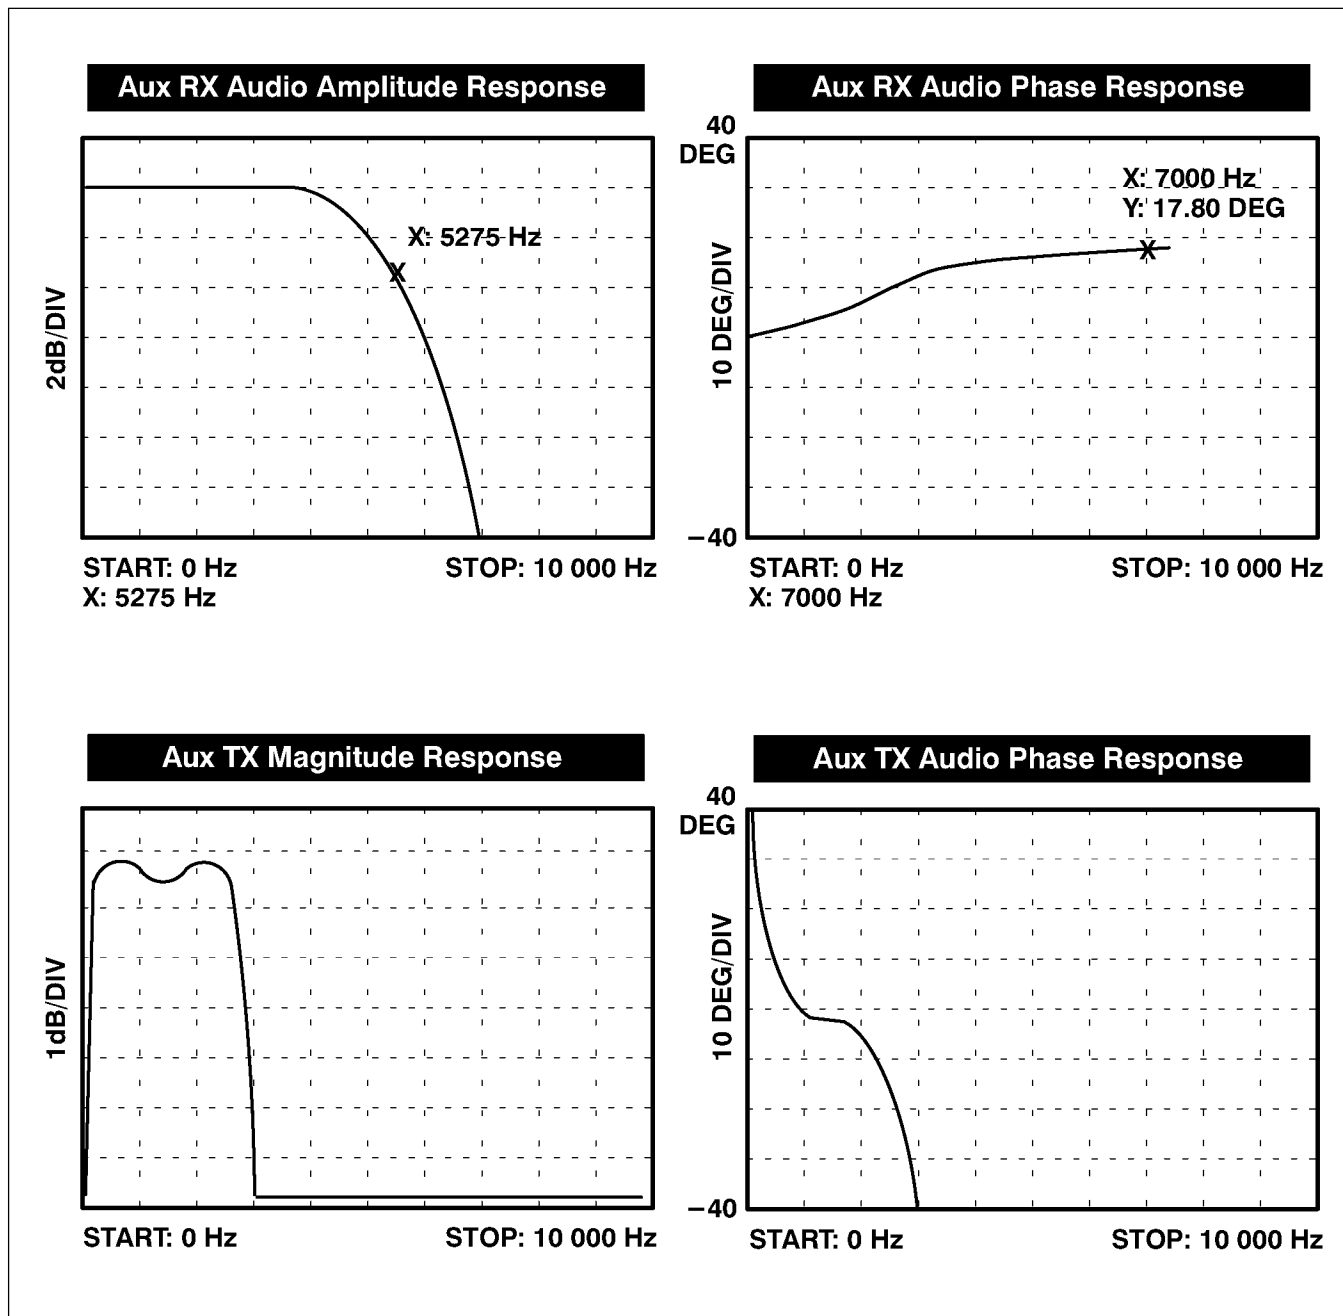 Aux RX Audio Amplitude Response
X: 5275 Hz
2dB/DIV
START: 0 Hz
STOP: 10 000 Hz
X: 5275 Hz
Aux RX Audio Phase Response
40
DEG
X: 7000 Hz
Y: 17.80 DEG
X
10 DEG/DIV
−40
START: 0 Hz
STOP: 10 000 Hz
X: 7000 Hz
Aux TX Magnitude Response
1dB/DIV
START: 0 Hz
STOP: 10 000 Hz
Aux TX Audio Phase Response
40
DEG
10 DEG/DIV
−40
START: 0 Hz
STOP: 10 000 Hz